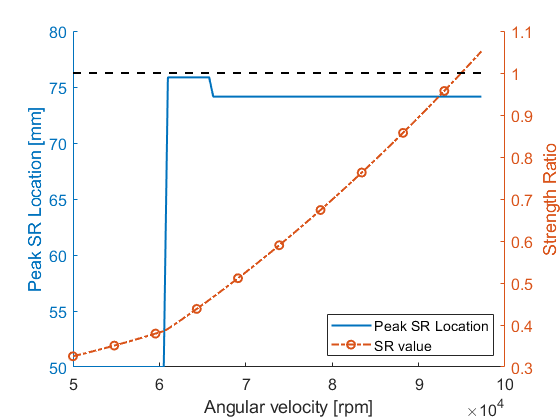 80
75
70
65
60
55
50
Peak SR Location [mm]
1.1
1
0.9
0.8
0.7
0.6
0.5
0.4
0.3
Strength Ratio
Peak SR Location
SR value
5 6 7 8 9 10
×10⁴
Angular velocity [rpm]